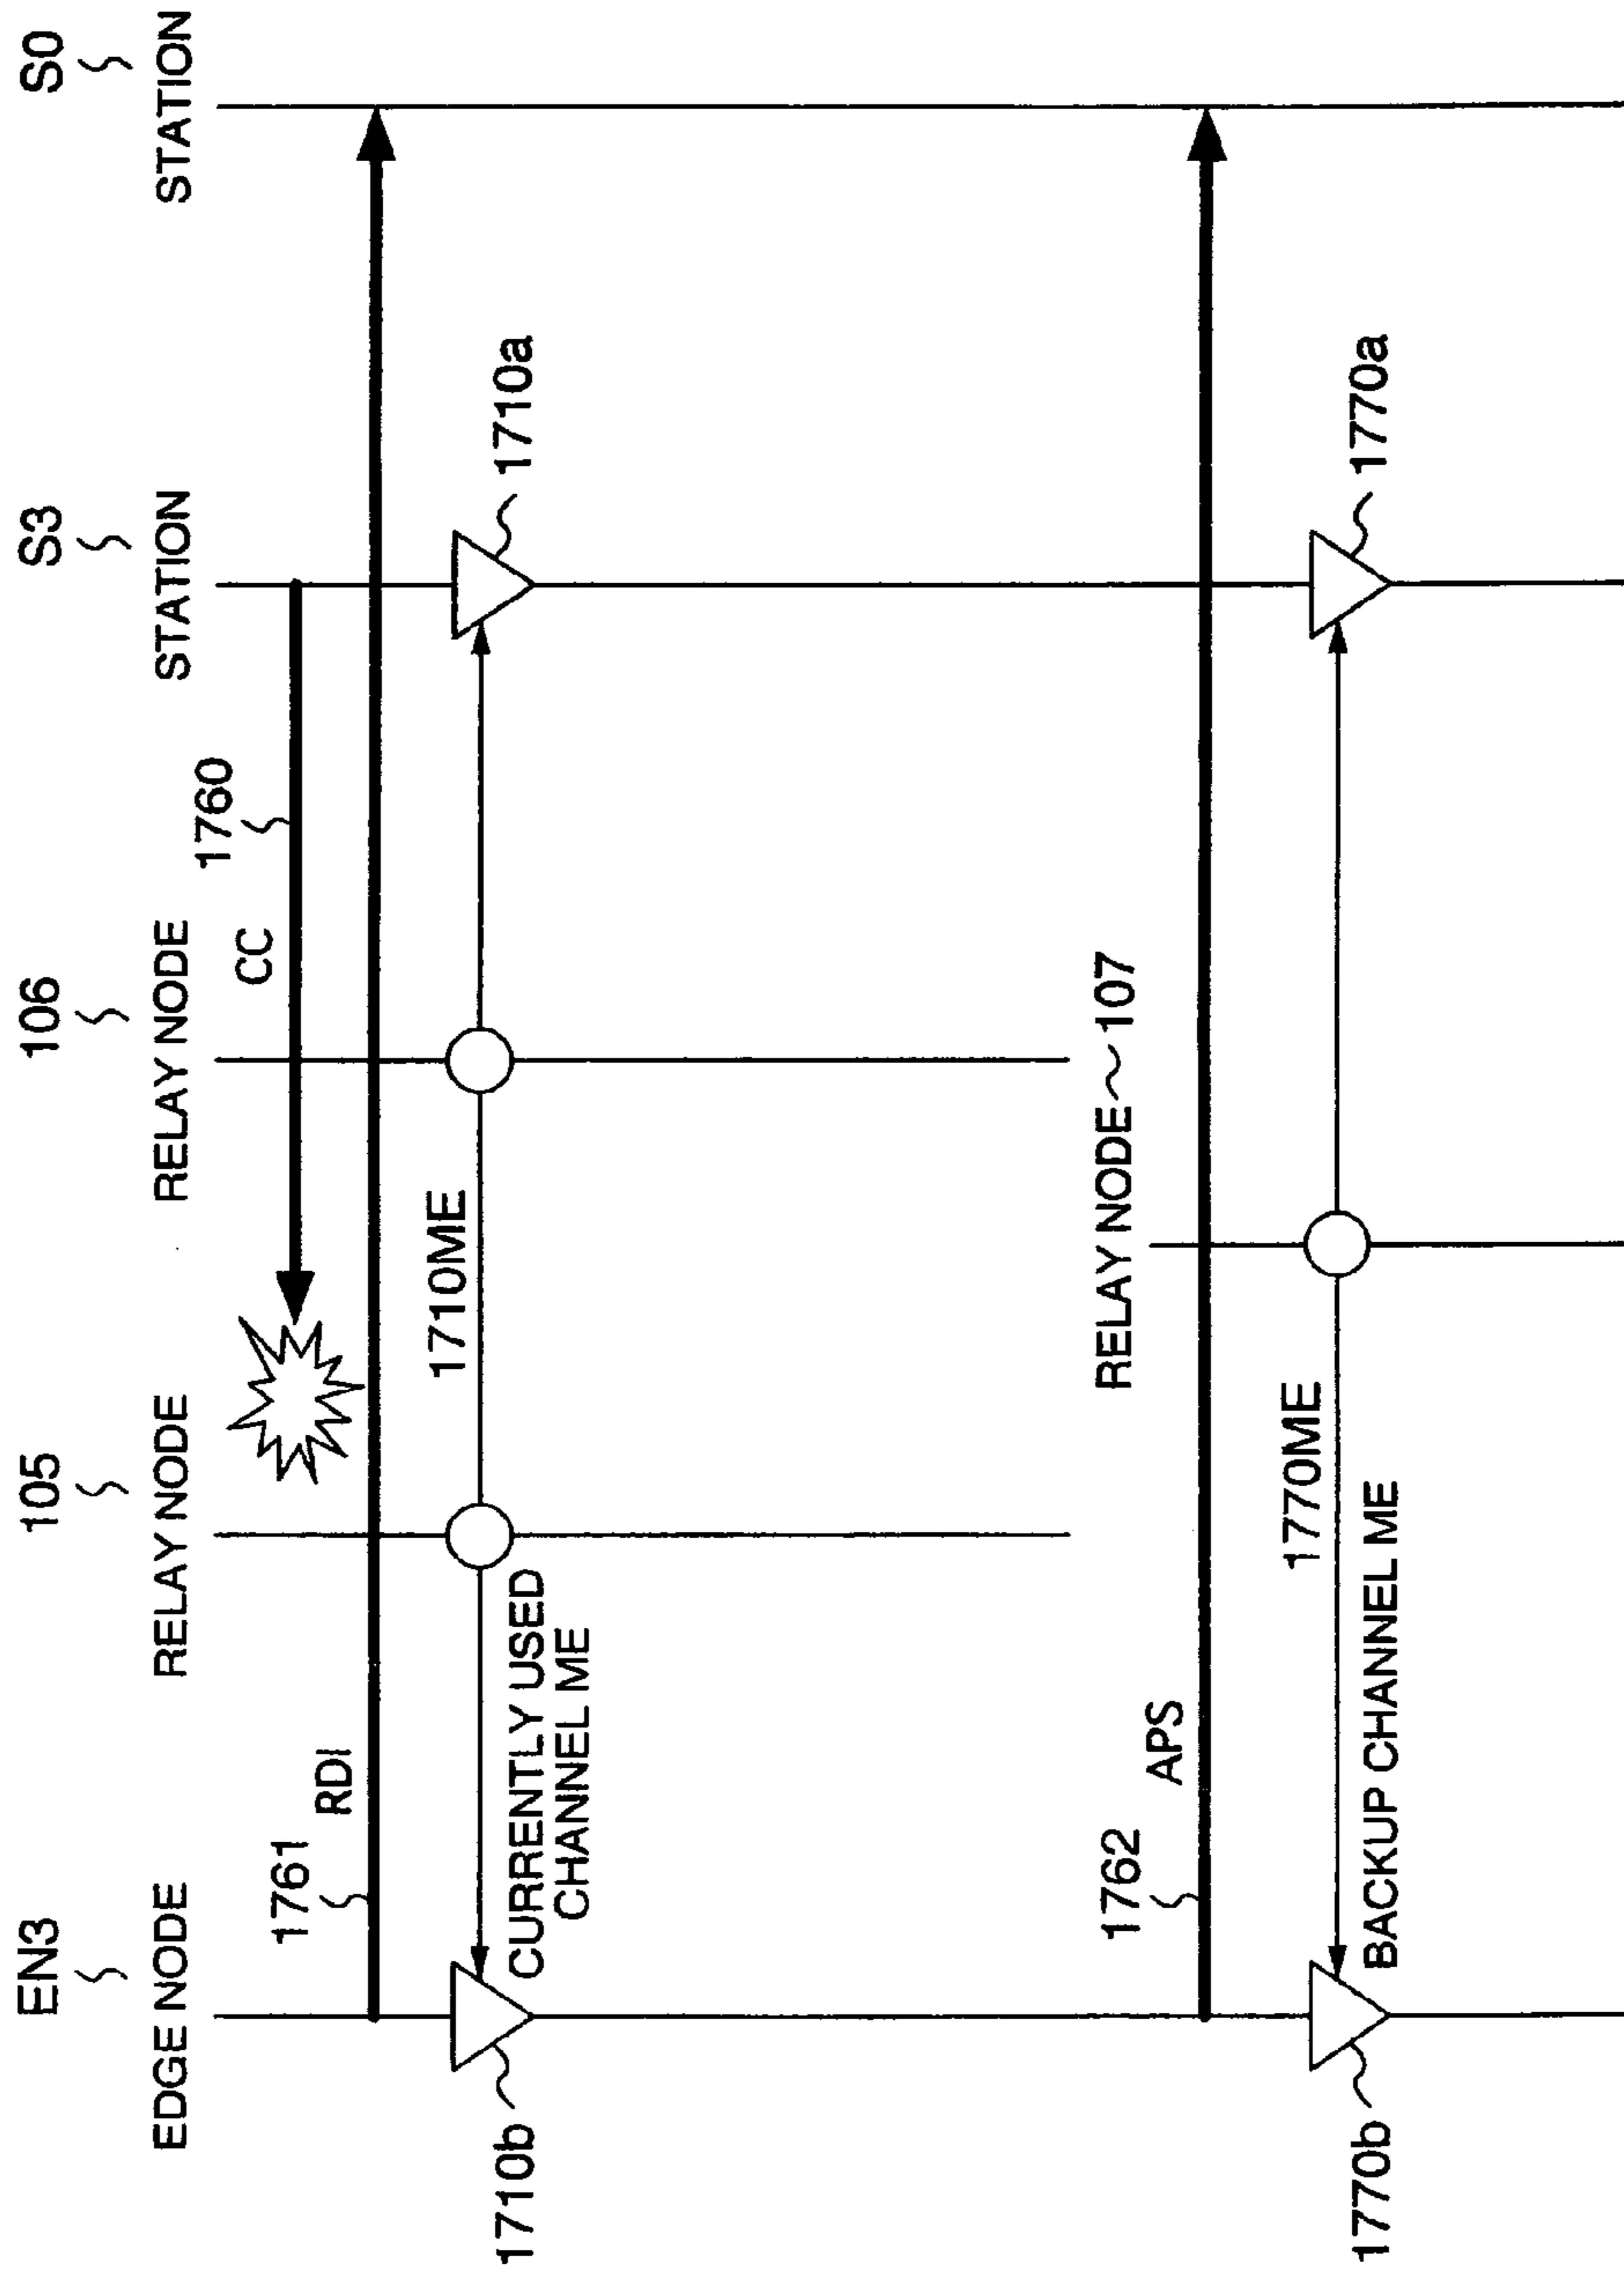 EN3
105
106
S3
S0
EDGE NODE
RELAY NODE
RELAY NODE
STATION
STATION
1760
CC
1761
RDI
1710ME
1710b
1710a
CURRENTLY USED
CHANNEL ME
RELAY NODE
107
1762
APS
1770ME
1770b
1770a
BACKUP CHANNEL ME